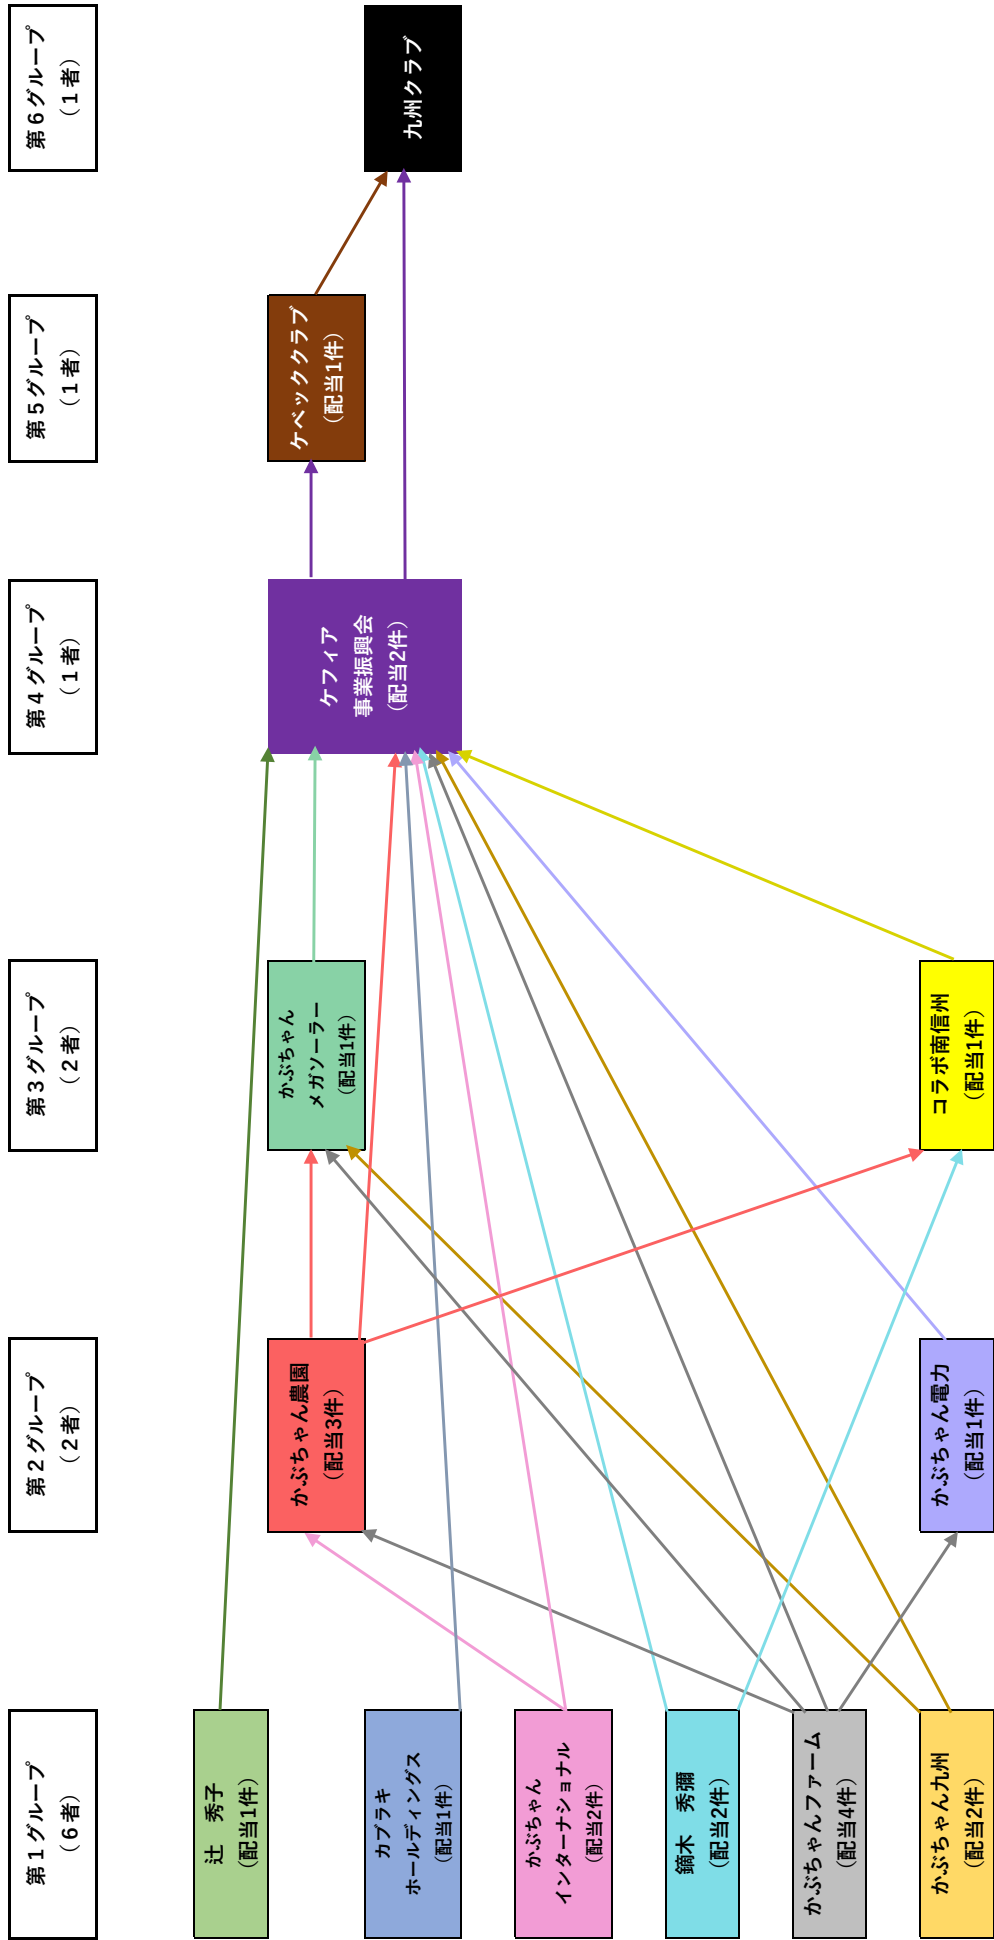 第1グループ
（6者）
第2グループ
（2者）
第3グループ
（2者）
第4グループ
（1者）
第5グループ
（1者）
第6グループ
（1者）
辻　秀子
（配当1件）
カブラキ
ホールディングス
（配当1件）
かぶちゃん
インターナショナル
（配当2件）
鏑木　秀彌
（配当2件）
かぶちゃんファーム
（配当4件）
かぶちゃん九州
（配当2件）
かぶちゃん農園
（配当3件）
かぶちゃん電力
（配当1件）
かぶちゃん
メガソーラー
（配当1件）
コラボ南信州
（配当1件）
ケフィア
事業振興会
（配当2件）
ケベッククラブ
（配当1件）
九州クラブ